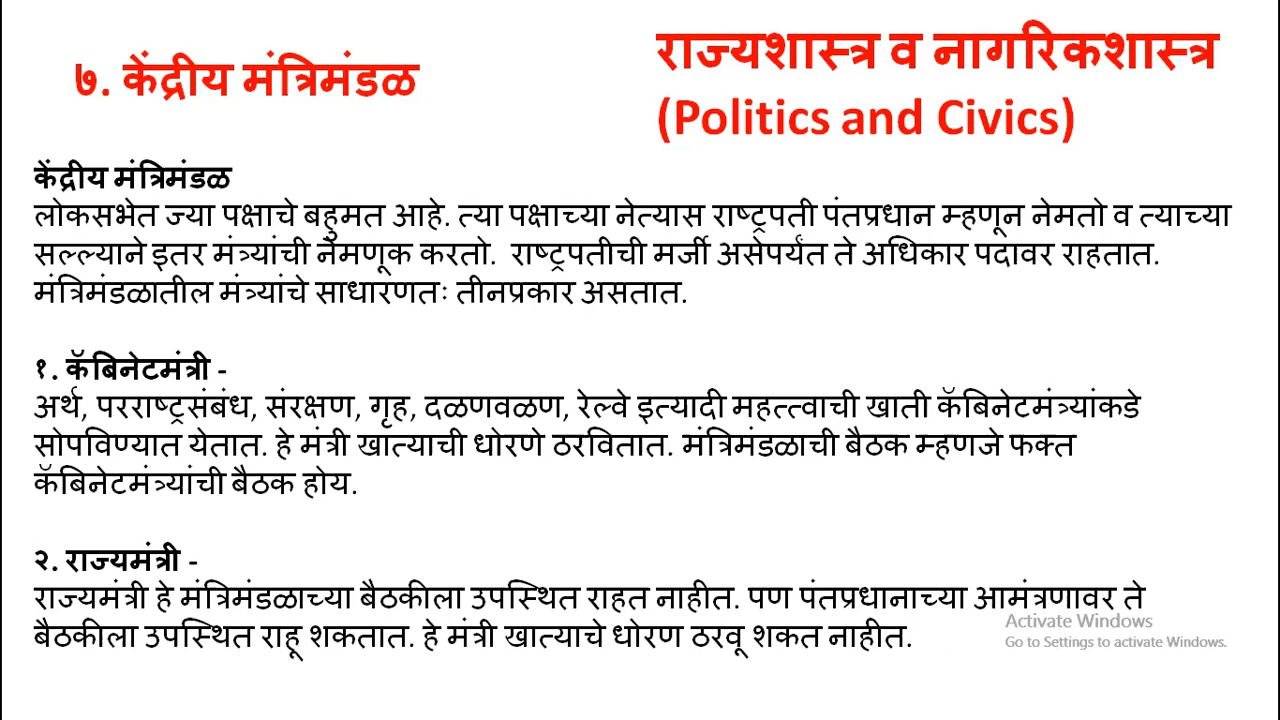 ७. केंद्रीय मंत्रिमंडळ
राज्यशास्त्र व नागरिकशास्त्र
(Politics and Civics)
केंद्रीय मंत्रिमंडळ
लोकसभेत ज्या पक्षाचे बहुमत आहे. त्या पक्षाच्या नेत्यास राष्ट्रपती पंतप्रधान म्हणून नेमतो व त्याच्या
सल्ल्याने इतर मंत्र्यांची नेमणूक करतो. राष्ट्रपतीची मर्जी असेपर्यंत ते अधिकार पदावर राहतात.
मंत्रिमंडळातील मंत्र्यांचे साधारणतः तीनप्रकार असतात.
१. कॅबिनेटमंत्री -
अर्थ, परराष्ट्रसंबंध, संरक्षण, गृह, दळणवळण, रेल्वे इत्यादी महत्त्वाची खाती कॅबिनेटमंत्र्यांकडे
सोपविण्यात येतात. हे मंत्री खात्याची धोरणे ठरवितात. मंत्रिमंडळाची बैठक म्हणजे फक्त
कॅबिनेटमंत्र्यांची बैठक होय.
२. राज्यमंत्री -
राज्यमंत्री हे मंत्रिमंडळाच्या बैठकीला उपस्थित राहत नाहीत. पण पंतप्रधानाच्या आमंत्रणावर ते
बैठकीला उपस्थित राहू शकतात. हे मंत्री खात्याचे धोरण ठरवू शकत नाहीत.
Activate Windows
Go to Settings to activate Windows.